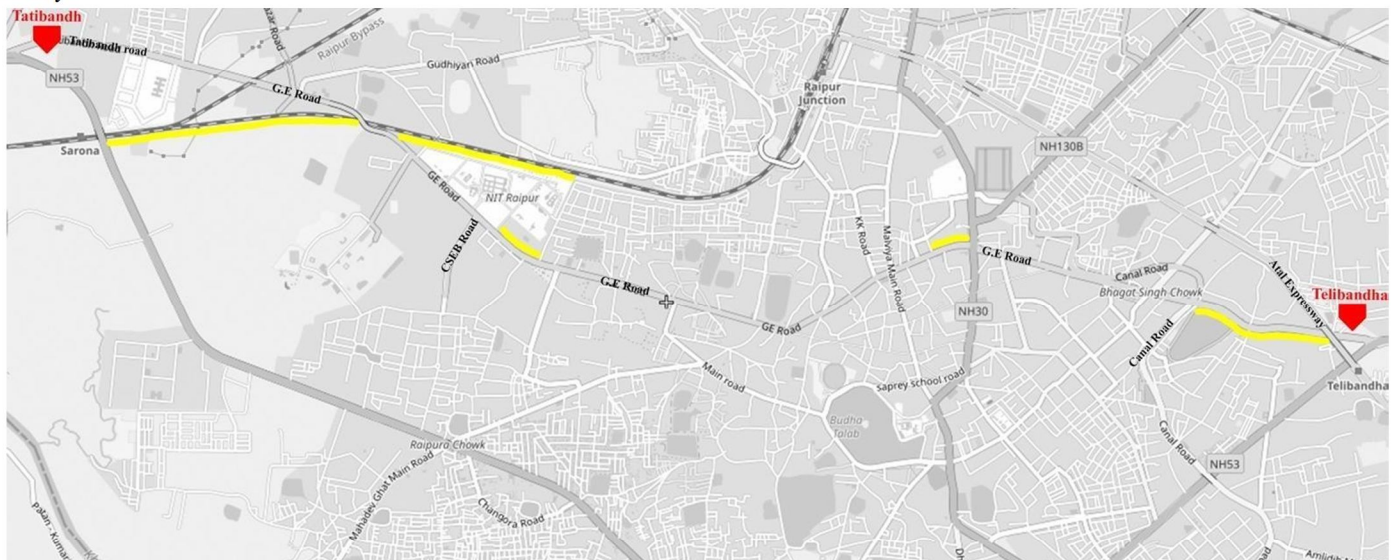 Tatibandh
Tatibandh road
Raipur Bypass
Gudhiyan Road
NH53
G.E Road
Raipur
Junction
Sarona
NH130B
GE Road
NIT Raipur
CSEB Road
KK Road
Malviya Main Road
G.E Road
Canal Road
Atal Expressway
Bhagat Singh Chowk
Telibandha
G.E Road
GE Road
NH30
Canal Road
Main road
Saprey school road
Telibandha
Budha
Talab
Raipura Chowk
Canal Road
NH53
Mahadev Ghat Main Road
Changora Road